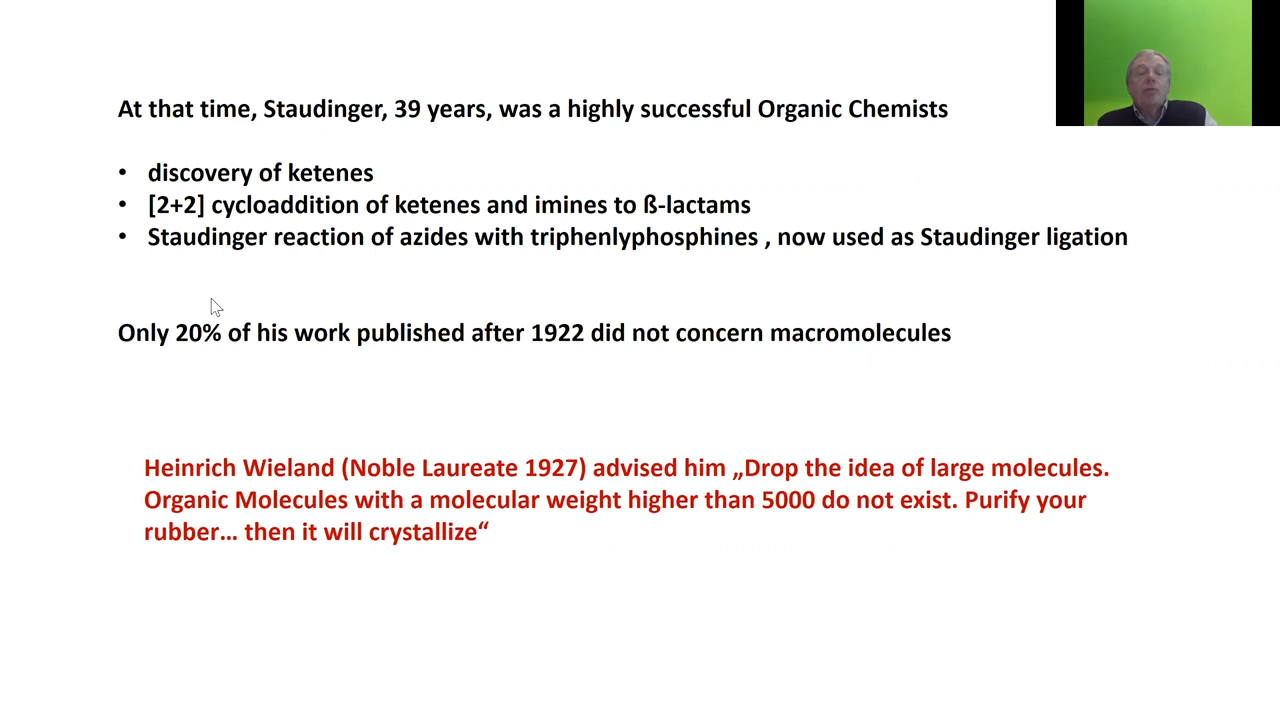 At that time, Staudinger, 39 years, was a highly successful Organic Chemists
• discovery of ketenes
• [2+2] cycloaddition of ketenes and imines to ß-lactams
• Staudinger reaction of azides with triphenlyphosphines , now used as Staudinger ligation
Only 20% of his work published after 1922 did not concern macromolecules
Heinrich Wieland (Noble Laureate 1927) advised him „Drop the idea of large molecules.
Organic Molecules with a molecular weight higher than 5000 do not exist. Purify your
rubber… then it will crystallize“